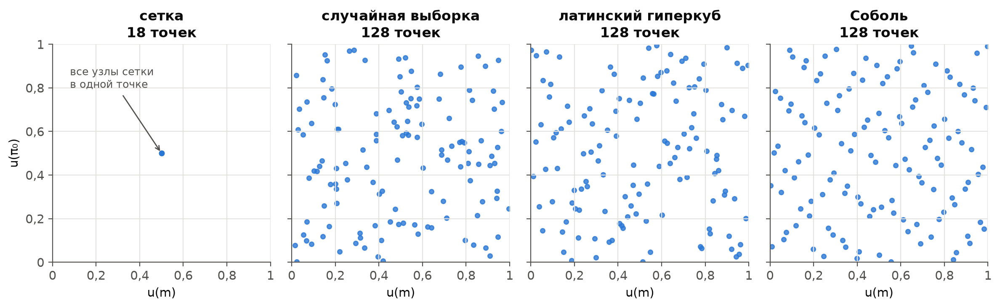 сетка
18 точек
случайная выборка
128 точек
латинский гиперкуб
128 точек
Соболь
128 точек
все узлы сетки
в одной точке
u(π₀)
1
0,8
0,6
0,4
0,2
0
0 0,2 0,4 0,6 0,8 1
0 0,2 0,4 0,6 0,8 1
0 0,2 0,4 0,6 0,8 1
0 0,2 0,4 0,6 0,8 1
u(m)
u(m)
u(m)
u(m)